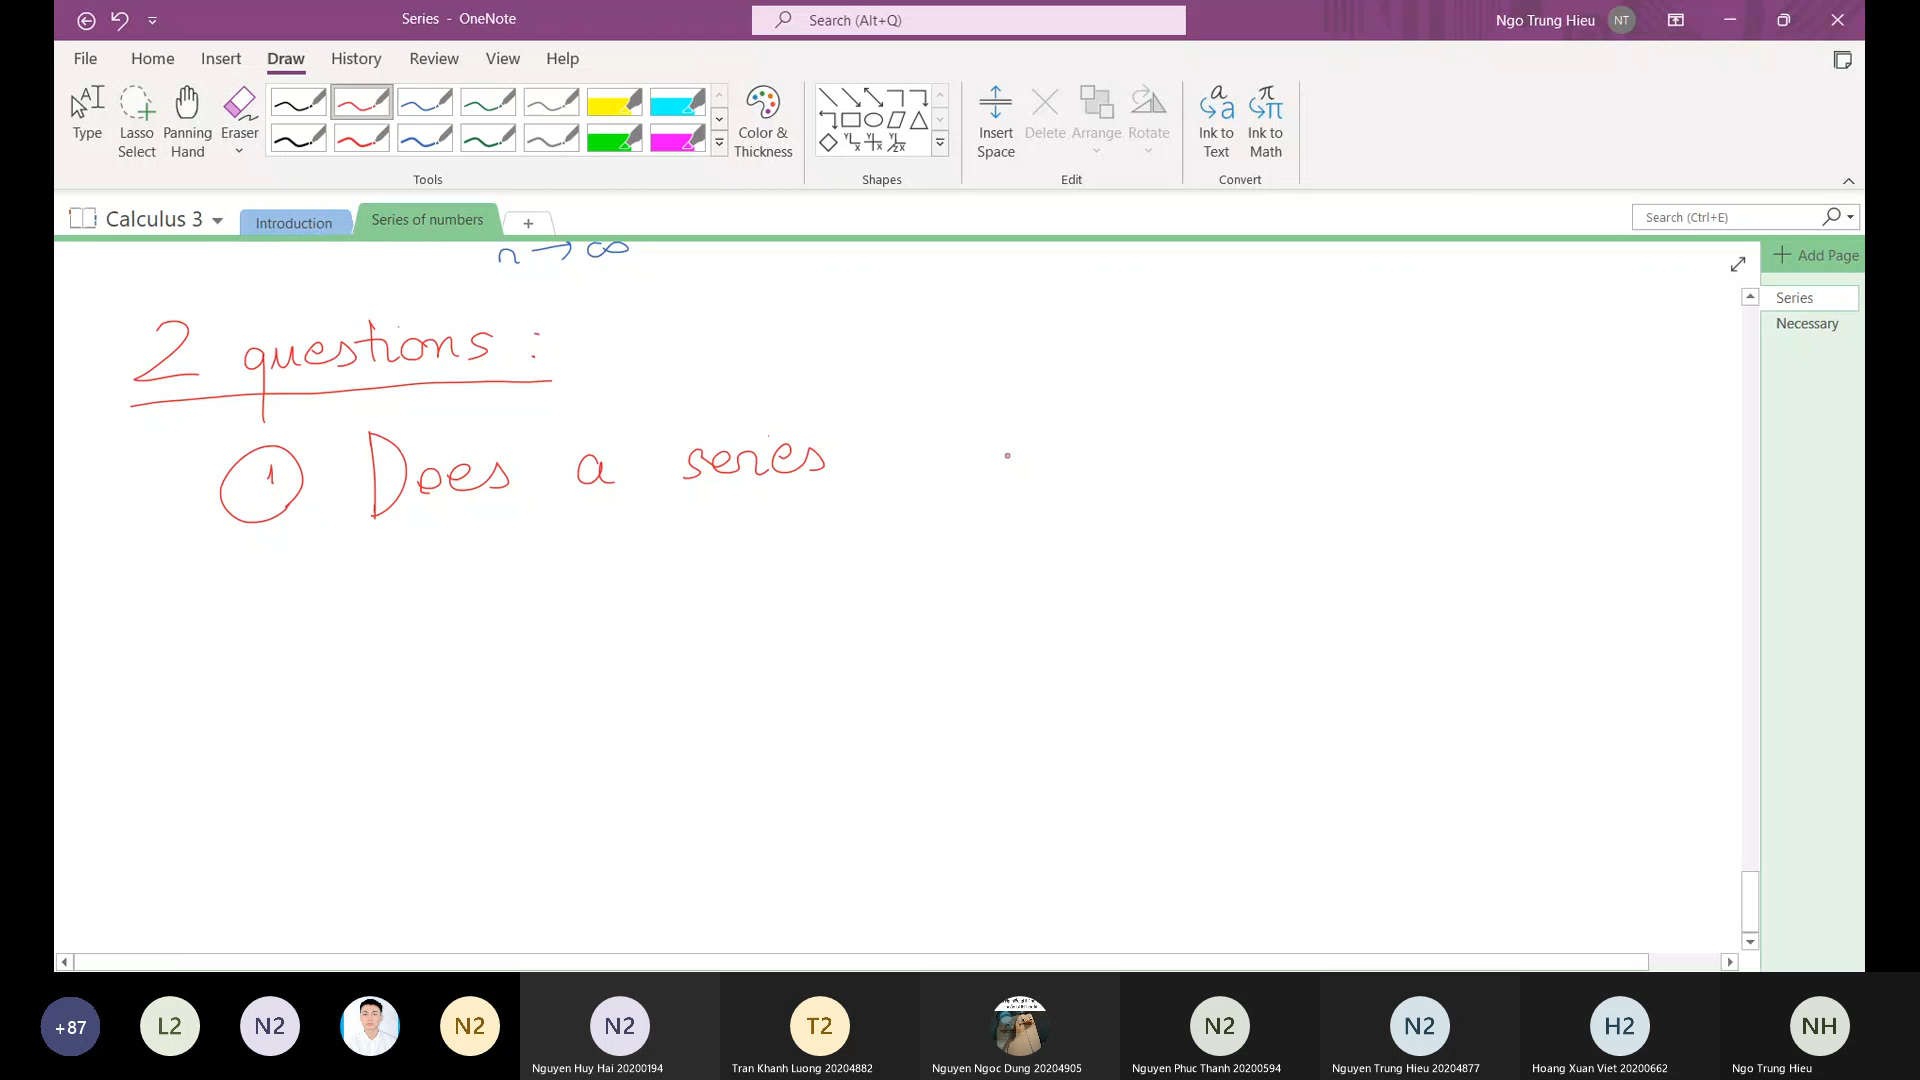 Series - OneNote
Search (Alt+Q)
Ngo Trung Hieu NT
File Home Insert Draw History Review View Help
Type
Lasso Select
Panning Hand
Eraser
Color & Thickness
Insert Space
Delete
Arrange
Rotate
Ink to Text
Ink to Math
Tools Shapes Edit Convert
Calculus 3 Introduction Series of numbers +
Search (Ctrl+E)
Add Page
Series
Necessary
n → ∞
2 questions :
① Does a series
+87 L2 N2 N2 N2 T2 N2 N2 H2 NH
Nguyen Huy Hai 20200194
Tran Khanh Luong 20204882
Nguyen Ngoc Dung 20204905
Nguyen Phuc Thanh 20200594
Nguyen Trung Hieu 20204877
Hoang Xuan Viet 20200662
Ngo Trung Hieu